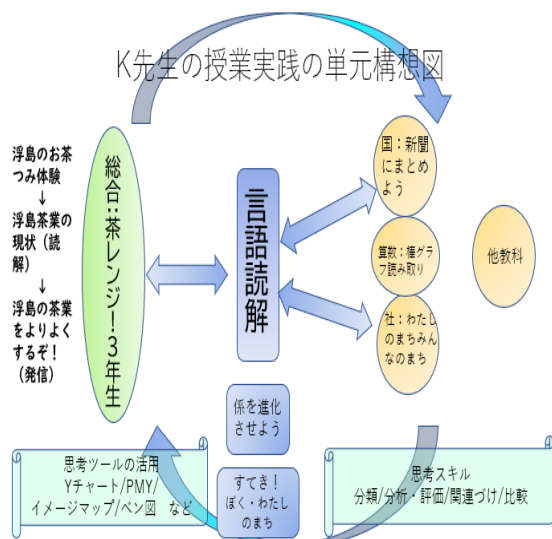 K先生の授業実践の単元構想図
浮島のお茶
つみ体験
↓
浮島茶業の
現状（読
解）
↓
浮島の茶業
をよりよく
するぞ！
（発信）
総合：茶レンジ！３年生
言語読解
国：新聞
にまとめ
よう
算数：棒グラ
フ読み取り
社：わたし
のまちみん
なのまち
他教科
係を進化
させよう
すてき！
ぼく・わたし
のまち
思考ツールの活用
Yチャート/PMY/
イメージマップ/ベン図　など
思考スキル
分類/分析・評価/関連づけ/比較